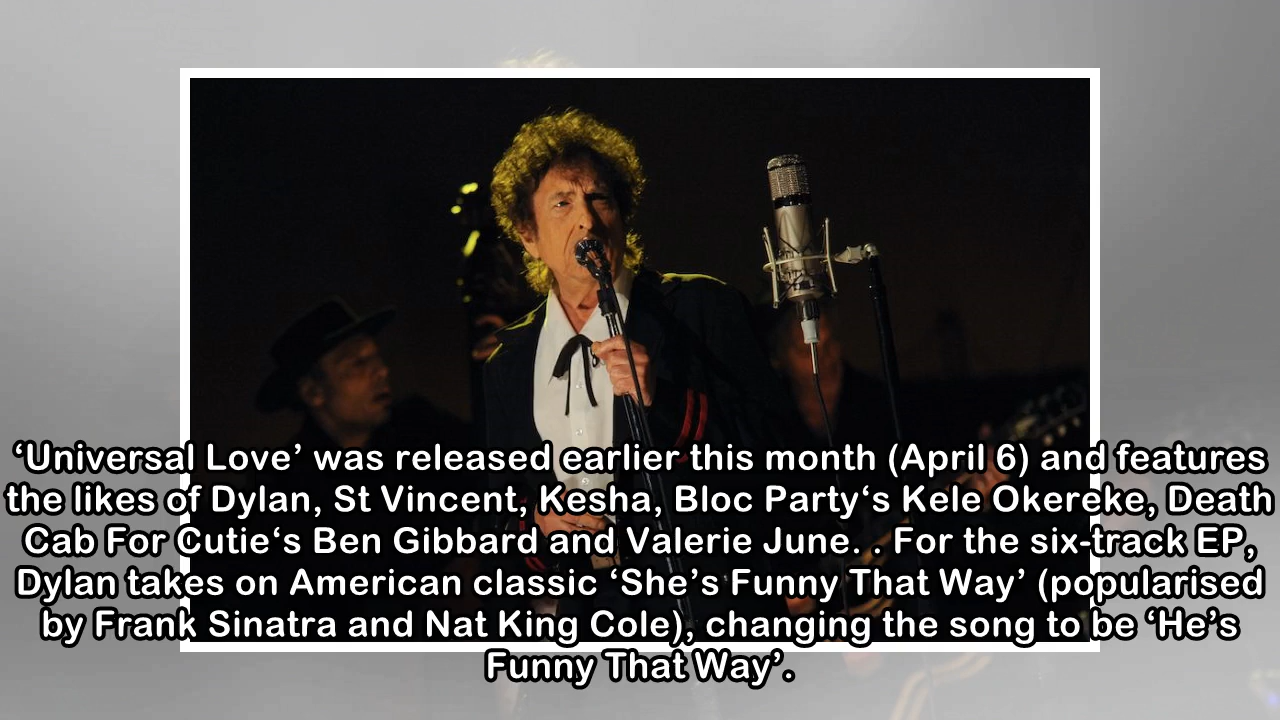 ‘Universal Love’ was released earlier this month (April 6) and features
the likes of Dylan, St Vincent, Kesha, Bloc Party‘s Kele Okereke, Death
Cab For Cutie‘s Ben Gibbard and Valerie June. . For the six-track EP,
Dylan takes on American classic ‘She’s Funny That Way’ (popularised
by Frank Sinatra and Nat King Cole), changing the song to be ‘He’s
Funny That Way’.